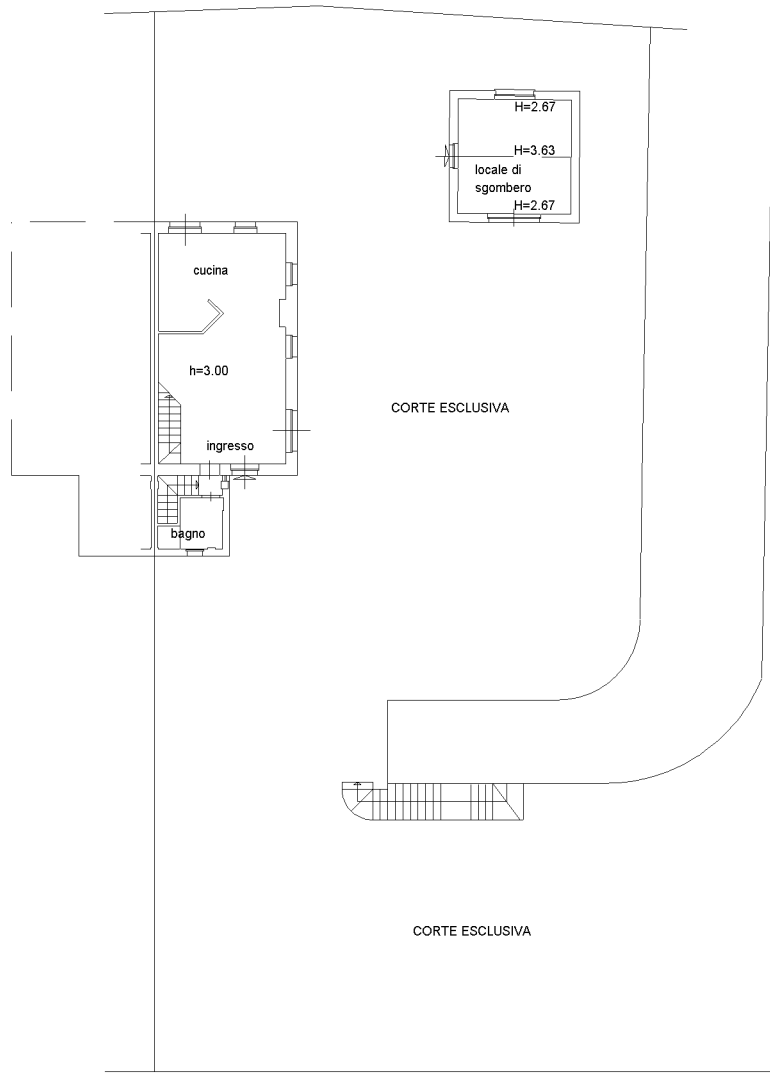 H=2.67
H=3.63
locale di
sgombero
H=2.67
cucina
h=3.00
CORTE ESCLUSIVA
ingresso
bagno
CORTE ESCLUSIVA